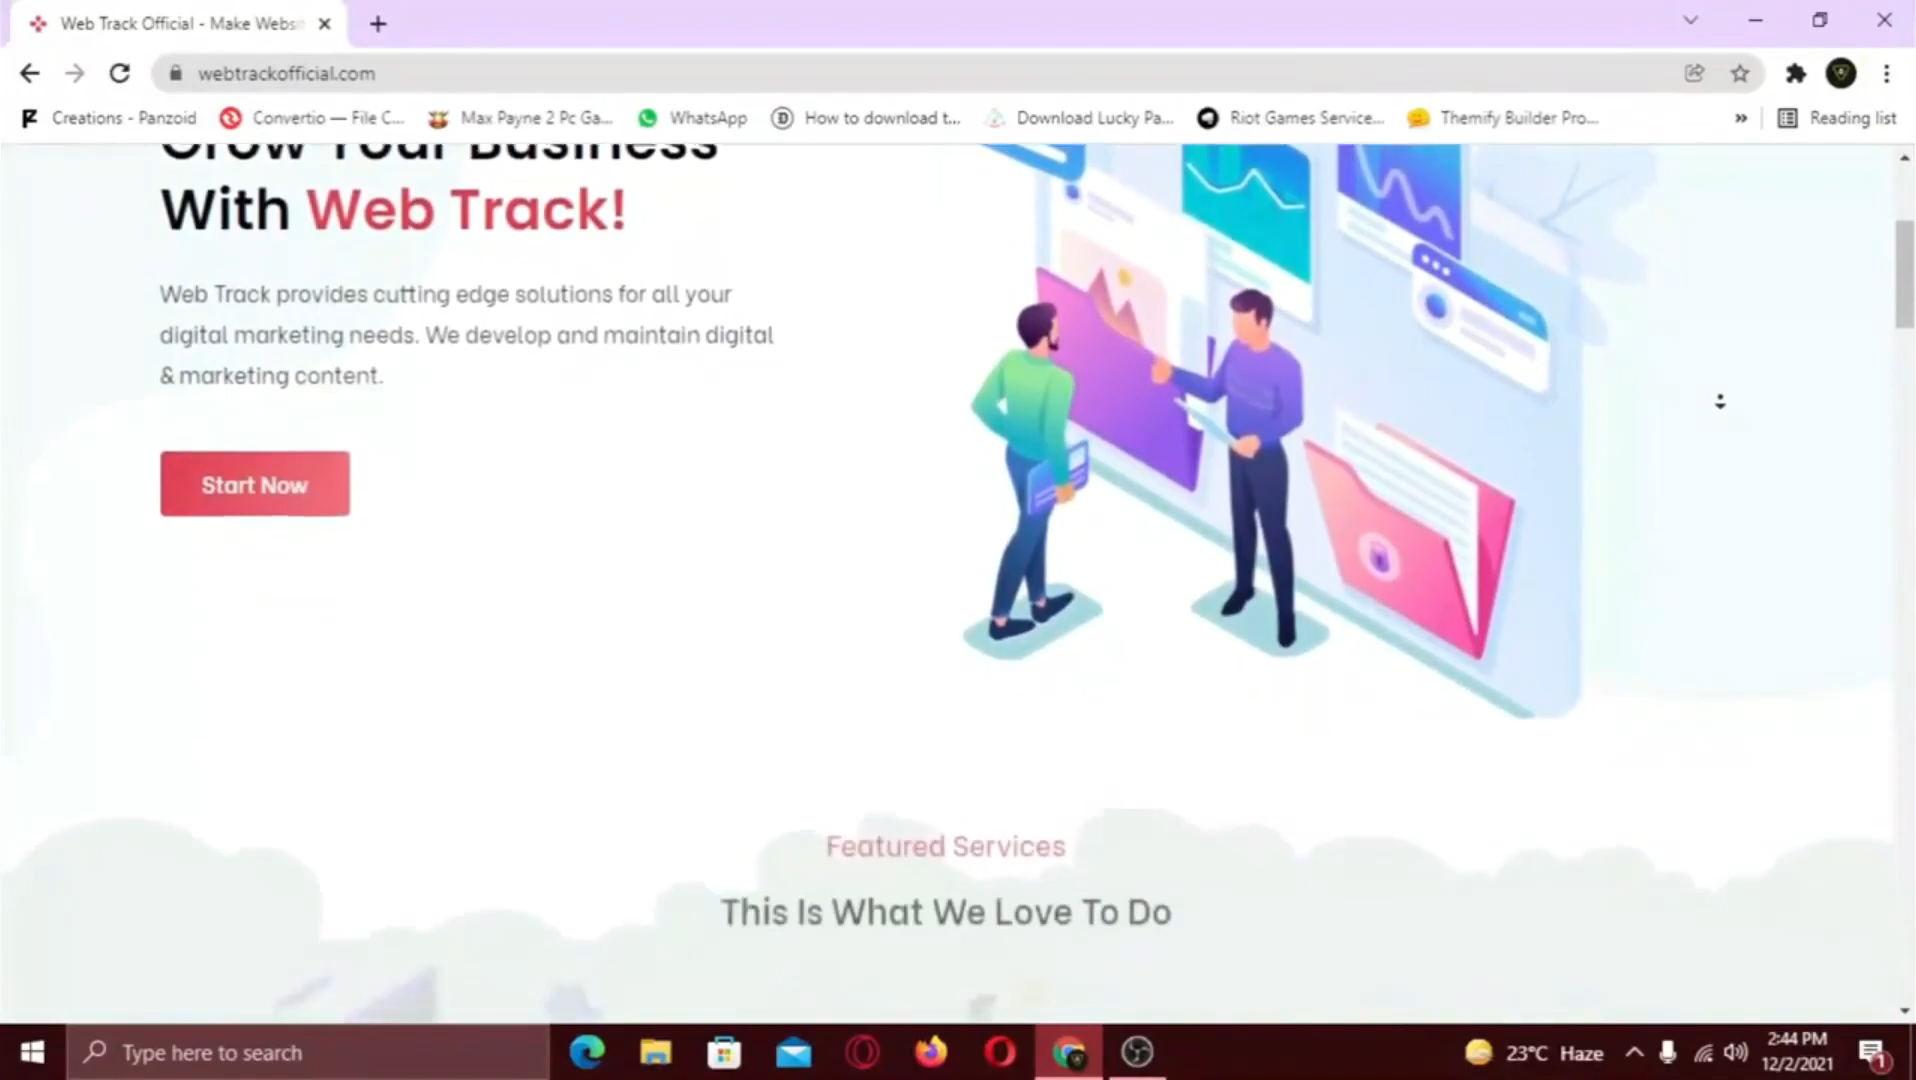 Web Track Official - Make Webs
webtrackofficial.com
Creations - Panzoid
Convertio — File C...
Max Payne 2 Pc Ga...
WhatsApp
How to download t...
Download Lucky Pa...
Riot Games Service...
Themify Builder Pro...
»
Reading list
Grow Your Business
With Web Track!
Web Track provides cutting edge solutions for all your
digital marketing needs. We develop and maintain digital
& marketing content.
Start Now
Featured Services
This Is What We Love To Do
Type here to search
23°C Haze
2:44 PM
12/2/2021
1